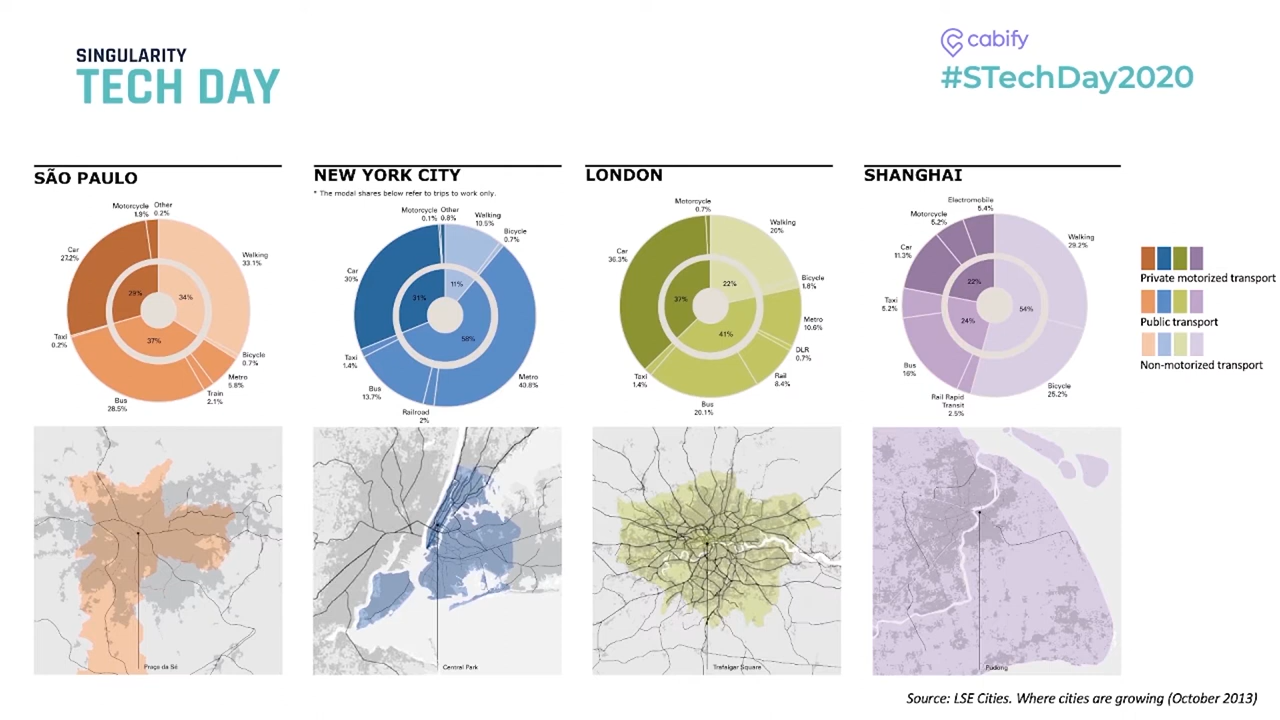 SINGULARITY
TECH DAY
cabify
#STechDay2020
SÃO PAULO
Motorcycle
1.9%
Other
0.2%
Car
27.2%
Walking
33.1%
29%
34%
37%
Taxi
0.2%
Bicycle
0.7%
Metro
5.8%
Train
2.1%
Bus
28.5%
Praça da Sé
NEW YORK CITY
* The modal shares below refer to trips to work only.
Motorcycle
0.1%
Other
0.8%
Walking
10.5%
Bicycle
0.7%
Car
30%
31%
11%
58%
Taxi
1.4%
Bus
13.7%
Railroad
2%
Metro
40.8%
Central Park
LONDON
Motorcycle
0.7%
Walking
20%
Car
36.3%
22%
37%
41%
Bicycle
1.8%
Metro
10.6%
DLR
0.7%
Rail
8.4%
Taxi
1.4%
Bus
20.1%
Trafalgar Square
SHANGHAI
Electromobile
5.4%
Motorcycle
5.2%
Car
11.3%
Walking
29.2%
22%
54%
24%
Taxi
5.2%
Bus
16%
Rail Rapid
Transit
2.5%
Bicycle
25.2%
Pudong
Private motorized transport
Public transport
Non-motorized transport
Source: LSE Cities. Where cities are growing (October 2013)